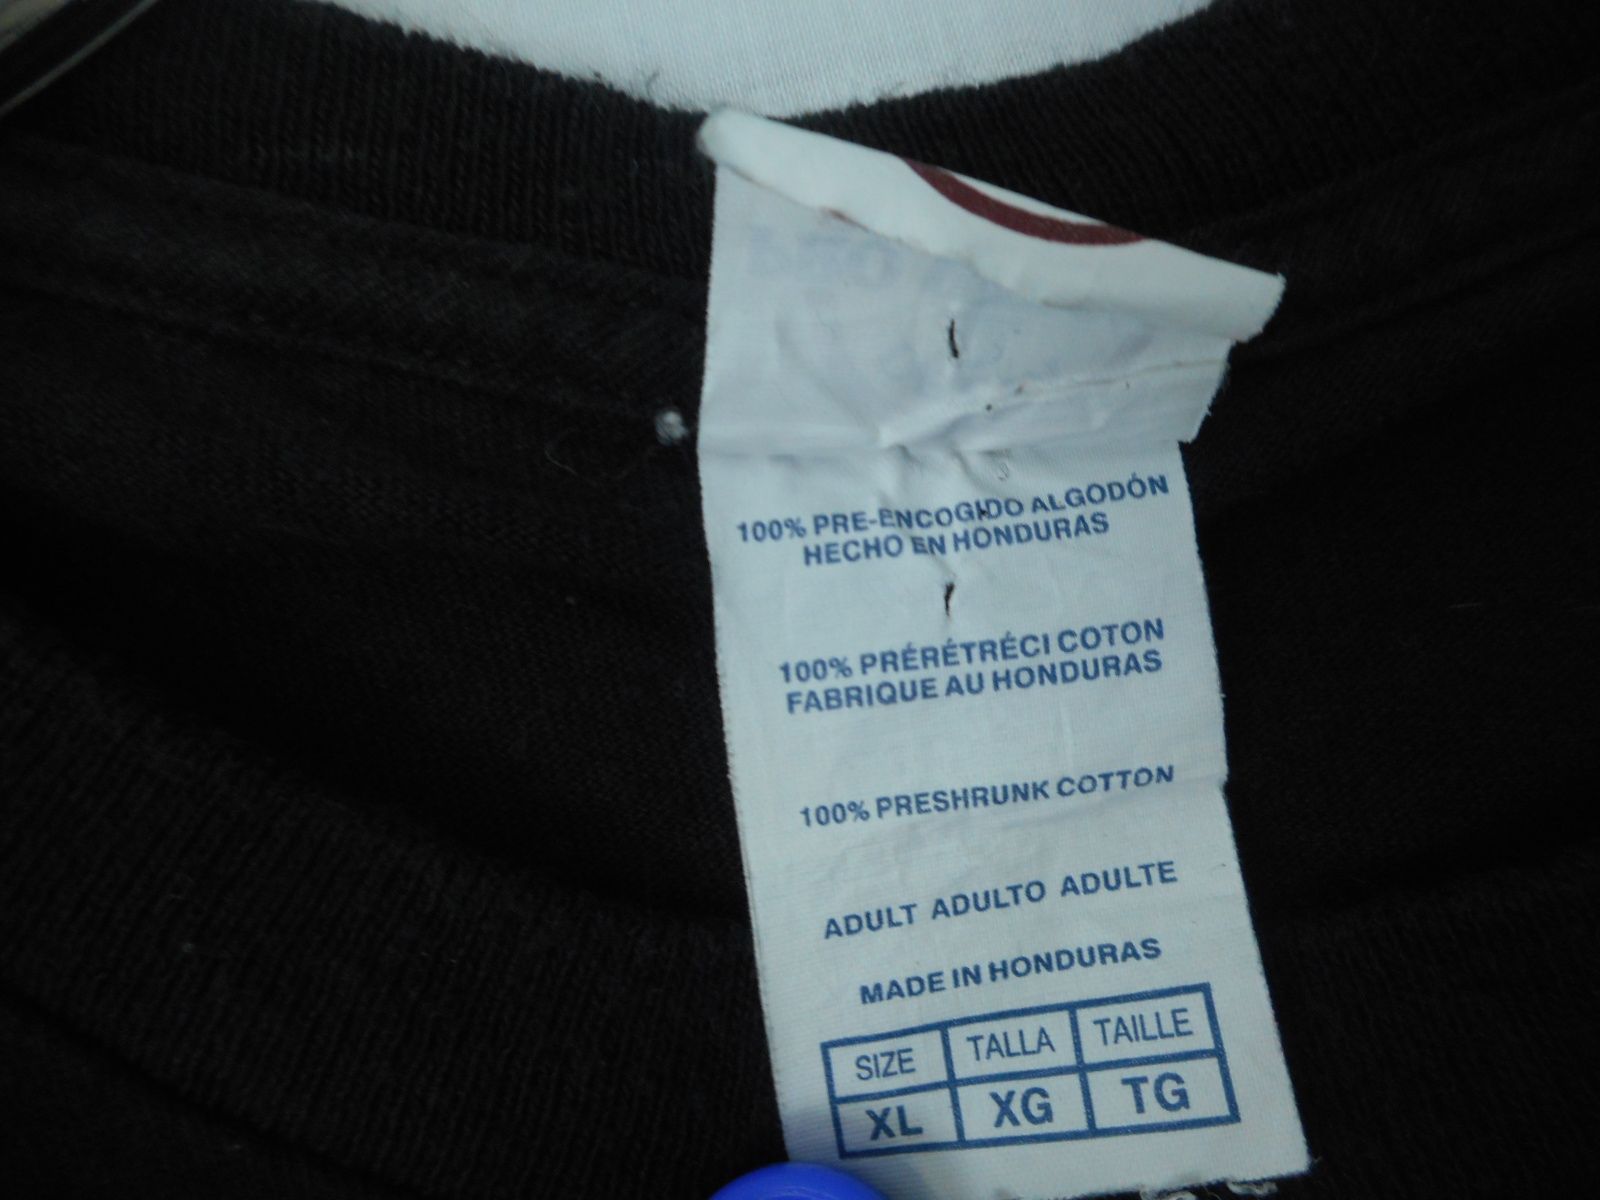 100% PRE-ENCOGIDO ALGODÓN
HECHO EN HONDURAS
100% PRÉRÉTRÉCI COTON
FABRIQUE AU HONDURAS
100% PRESHRUNK COTTON
ADULT ADULTO ADULTE
MADE IN HONDURAS
SIZE TALLA TAILLE
XL XG TG